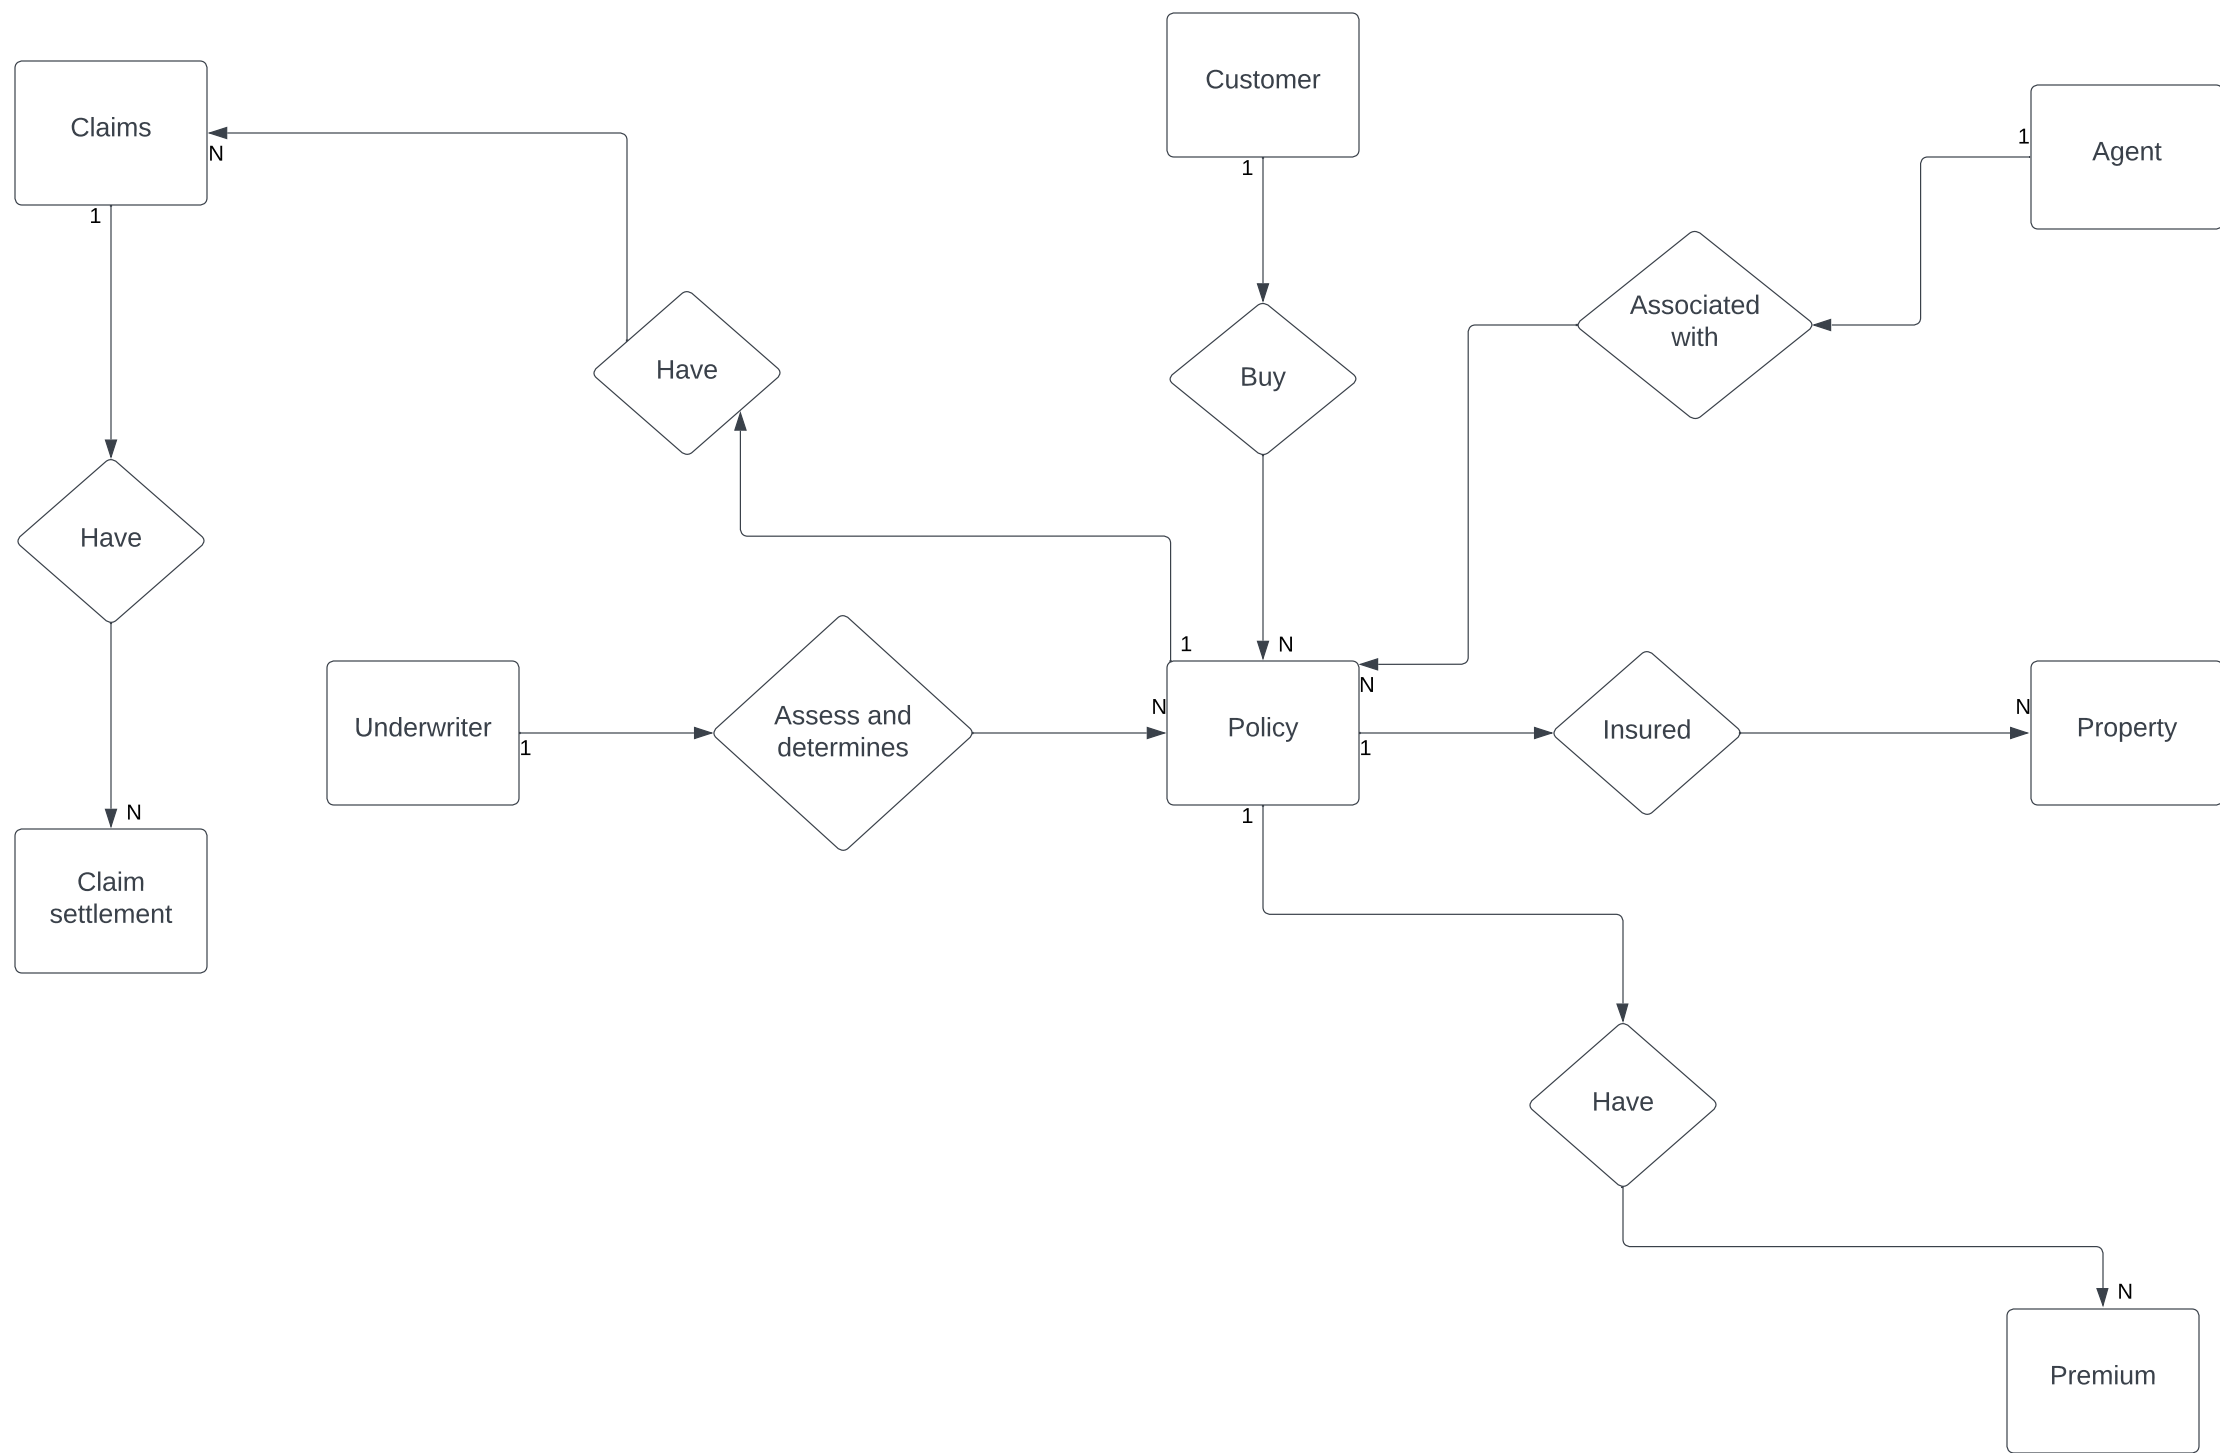 Customer
Claims
Agent
1
N
1
1
Associated
with
Have
Buy
Have
1
N
N
N
Underwriter
Assess and
determines
Policy
Insured
N
Property
1
1
N
1
Claim
settlement
Have
N
Premium